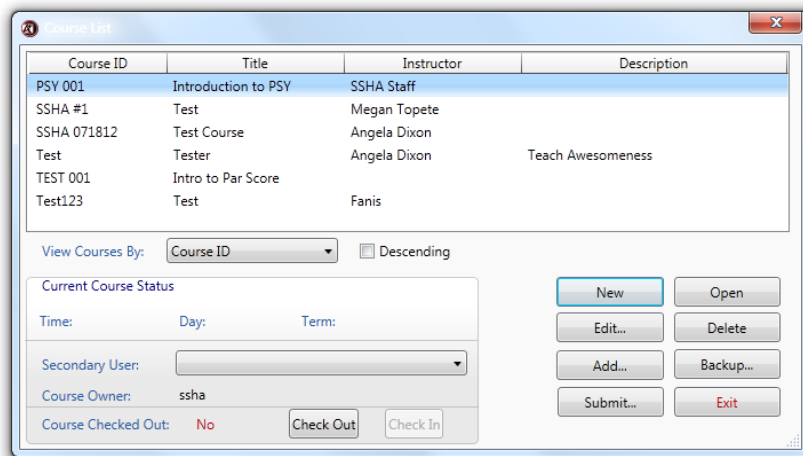 Course List
Course ID Title Instructor Description
PSY 001 Introduction to PSY SSHA Staff
SSHA #1 Test Megan Topete
SSHA 071812 Test Course Angela Dixon
Test Tester Angela Dixon Teach Awesomeness
TEST 001 Intro to Par Score
Test123 Test Fanis
View Courses By: Course ID Descending
Current Course Status
New Open
Time: Day: Term:
Edit... Delete
Secondary User:
Add... Backup...
Course Owner: ssha
Submit... Exit
Course Checked Out: No Check Out Check In